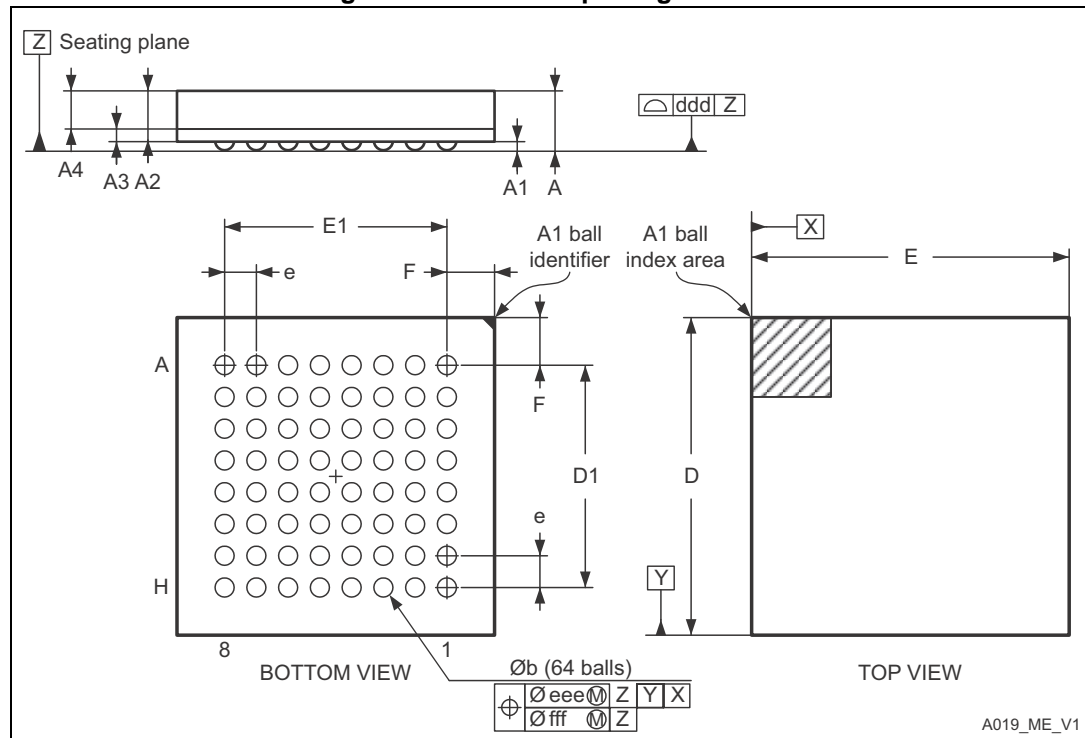 Z Seating plane
ddd Z
A4
A3 A2
A1 A
E1
A1 ball
identifier
A1 ball
index area
X
e
F
E
A
F
D1
D
e
Y
H
8
1
BOTTOM VIEW
Øb (64 balls)
TOP VIEW
Ø eee Ⓜ Z Y X
Ø fff Ⓜ Z
A019_ME_V1